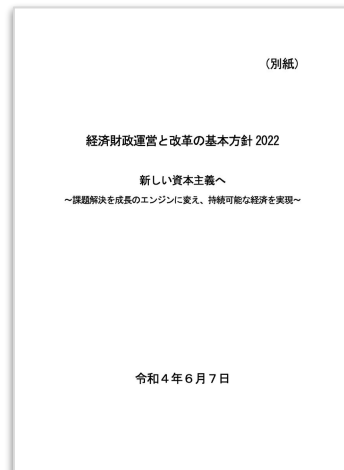 （別紙）
経済財政運営と改革の基本方針 2022
新しい資本主義へ
～課題解決を成長のエンジンに変え、持続可能な経済を実現～
令和４年６月７日